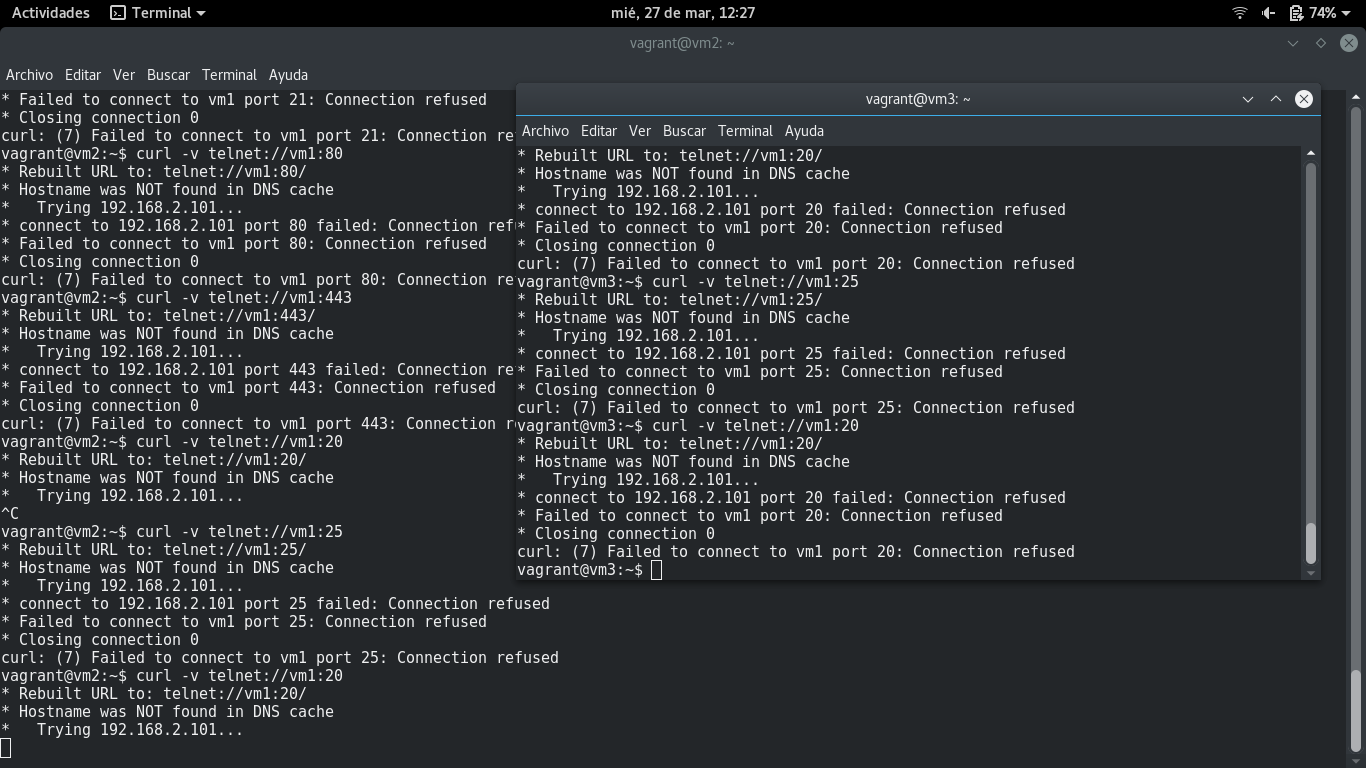 Actividades Terminal mié, 27 de mar, 12:27 74%
vagrant@vm2: ~
Archivo Editar Ver Buscar Terminal Ayuda
* Failed to connect to vm1 port 21: Connection refused
* Closing connection 0
curl: (7) Failed to connect to vm1 port 21: Connection re
vagrant@vm2:~$ curl -v telnet://vm1:80
* Rebuilt URL to: telnet://vm1:80/
* Hostname was NOT found in DNS cache
*   Trying 192.168.2.101...
* connect to 192.168.2.101 port 80 failed: Connection ref
* Failed to connect to vm1 port 80: Connection refused
* Closing connection 0
curl: (7) Failed to connect to vm1 port 80: Connection re
vagrant@vm2:~$ curl -v telnet://vm1:443
* Rebuilt URL to: telnet://vm1:443/
* Hostname was NOT found in DNS cache
*   Trying 192.168.2.101...
* connect to 192.168.2.101 port 443 failed: Connection re
* Failed to connect to vm1 port 443: Connection refused
* Closing connection 0
curl: (7) Failed to connect to vm1 port 443: Connection r
vagrant@vm2:~$ curl -v telnet://vm1:20
* Rebuilt URL to: telnet://vm1:20/
* Hostname was NOT found in DNS cache
*   Trying 192.168.2.101...
^C
vagrant@vm2:~$ curl -v telnet://vm1:25
* Rebuilt URL to: telnet://vm1:25/
* Hostname was NOT found in DNS cache
*   Trying 192.168.2.101...
* connect to 192.168.2.101 port 25 failed: Connection refused
* Failed to connect to vm1 port 25: Connection refused
* Closing connection 0
curl: (7) Failed to connect to vm1 port 25: Connection refused
vagrant@vm2:~$ curl -v telnet://vm1:20
* Rebuilt URL to: telnet://vm1:20/
* Hostname was NOT found in DNS cache
*   Trying 192.168.2.101...
vagrant@vm3: ~
Archivo Editar Ver Buscar Terminal Ayuda
* Rebuilt URL to: telnet://vm1:20/
* Hostname was NOT found in DNS cache
*   Trying 192.168.2.101...
* connect to 192.168.2.101 port 20 failed: Connection refused
* Failed to connect to vm1 port 20: Connection refused
* Closing connection 0
curl: (7) Failed to connect to vm1 port 20: Connection refused
vagrant@vm3:~$ curl -v telnet://vm1:25
* Rebuilt URL to: telnet://vm1:25/
* Hostname was NOT found in DNS cache
*   Trying 192.168.2.101...
* connect to 192.168.2.101 port 25 failed: Connection refused
* Failed to connect to vm1 port 25: Connection refused
* Closing connection 0
curl: (7) Failed to connect to vm1 port 25: Connection refused
vagrant@vm3:~$ curl -v telnet://vm1:20
* Rebuilt URL to: telnet://vm1:20/
* Hostname was NOT found in DNS cache
*   Trying 192.168.2.101...
* connect to 192.168.2.101 port 20 failed: Connection refused
* Failed to connect to vm1 port 20: Connection refused
* Closing connection 0
curl: (7) Failed to connect to vm1 port 20: Connection refused
vagrant@vm3:~$